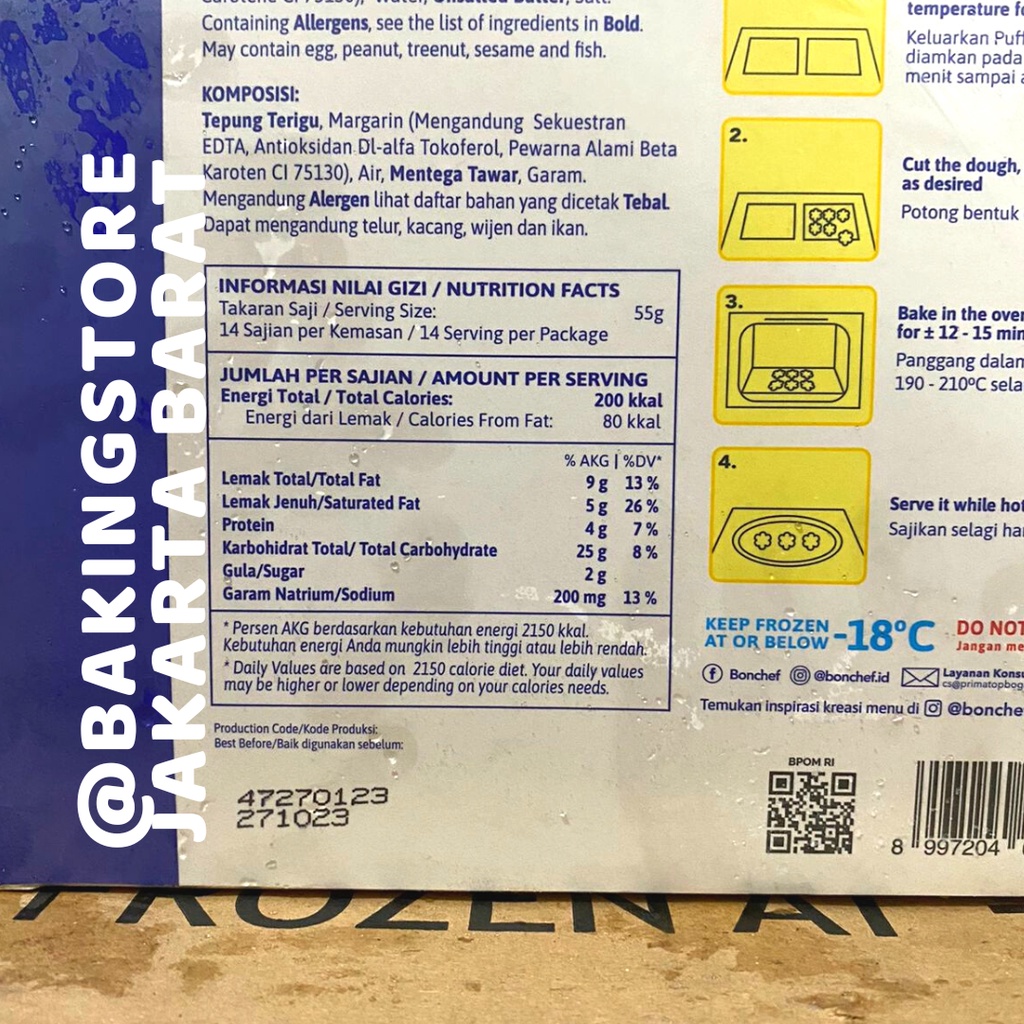 Containing Allergens, see the list of ingredients in Bold.
May contain egg, peanut, treenut, sesame and fish.
KOMPOSISI:
Tepung Terigu, Margarin (Mengandung Sekuestran
EDTA, Antioksidan Dl-alfa Tokoferol, Pewarna Alami Beta
Karoten CI 75130), Air, Mentega Tawar, Garam.
Mengandung Alergen lihat daftar bahan yang dicetak Tebal.
Dapat mengandung telur, kacang, wijen dan ikan.
INFORMASI NILAI GIZI / NUTRITION FACTS
Takaran Saji / Serving Size: 55g
14 Sajian per Kemasan / 14 Serving per Package
JUMLAH PER SAJIAN / AMOUNT PER SERVING
Energi Total / Total Calories: 200 kkal
Energi dari Lemak / Calories From Fat: 80 kkal
% AKG | %DV*
Lemak Total/Total Fat 9 g 13 %
Lemak Jenuh/Saturated Fat 5 g 26 %
Protein 4 g 7 %
Karbohidrat Total/ Total Carbohydrate 25 g 8 %
Gula/Sugar 2 g
Garam Natrium/Sodium 200 mg 13 %
* Persen AKG berdasarkan kebutuhan energi 2150 kkal.
Kebutuhan energi Anda mungkin lebih tinggi atau lebih rendah.
* Daily Values are based on 2150 calorie diet. Your daily values
may be higher or lower depending on your calories needs.
Production Code/Kode Produksi:
Best Before/Baik digunakan sebelum:
47270123
271023
temperature
Keluarkan Puff
diamkan pada
menit sampai
2.
Cut the dough,
as desired
Potong bentuk
3.
Bake in the oven
for ± 12 - 15 min
Panggang dalam
190 - 210°C sela
4.
Serve it while hot
Sajikan selagi
KEEP FROZEN
AT OR BELOW -18°C
DO NOT
Jangan
Bonchef @bonchef.id Layanan
cs@primatopbog
Temukan inspirasi kreasi menu di @bonche
BPOM RI
8 997204
@BAKINGSTORE
JAKARTA BARAT
FROZEN AT